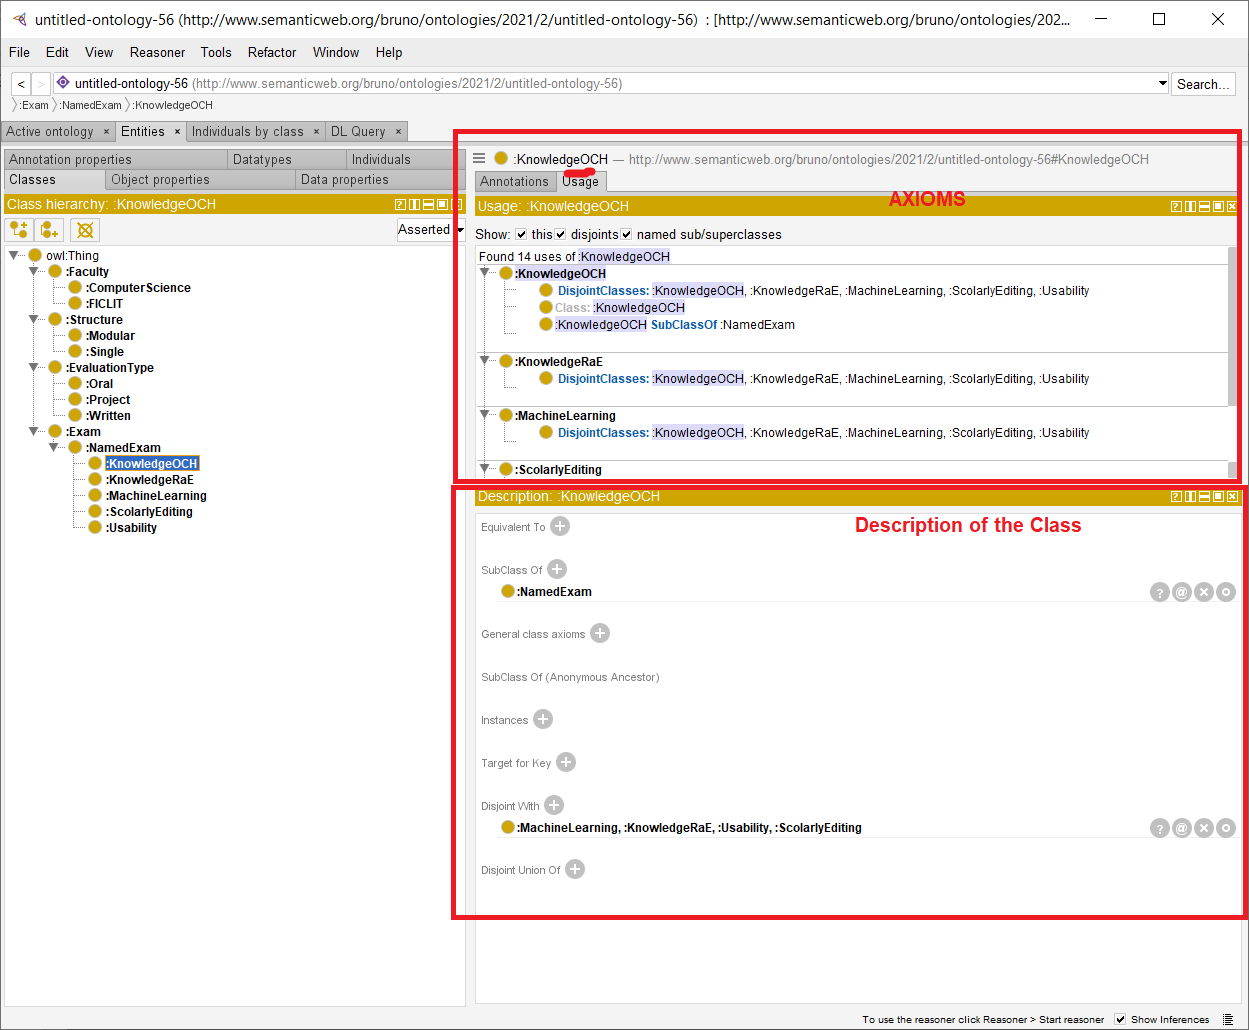 untitled-ontology-56 (http://www.semanticweb.org/bruno/ontologies/2021/2/untitled-ontology-56) : [http://www.semanticweb.org/bruno/ontologies/202...
File Edit View Reasoner Tools Refactor Window Help
< > untitled-ontology-56 (http://www.semanticweb.org/bruno/ontologies/2021/2/untitled-ontology-56) Search...
:Exam :NamedExam :KnowledgeOCH
Active ontology × Entities × Individuals by class × DL Query ×
Annotation properties Datatypes Individuals
Classes Object properties Data properties
Class hierarchy: :KnowledgeOCH
Asserted
owl:Thing
:Faculty
:ComputerScience
:FICLIT
:Structure
:Modular
:Single
:EvaluationType
:Oral
:Project
:Written
:Exam
:NamedExam
:KnowledgeOCH
:KnowledgeRaE
:MachineLearning
:ScolarlyEditing
:Usability
:KnowledgeOCH — http://www.semanticweb.org/bruno/ontologies/2021/2/untitled-ontology-56#KnowledgeOCH
Annotations Usage
AXIOMS
Usage: :KnowledgeOCH
Show: this disjoints named sub/superclasses
Found 14 uses of :KnowledgeOCH
:KnowledgeOCH
DisjointClasses: :KnowledgeOCH, :KnowledgeRaE, :MachineLearning, :ScolarlyEditing, :Usability
Class: :KnowledgeOCH
:KnowledgeOCH SubClassOf :NamedExam
:KnowledgeRaE
DisjointClasses: :KnowledgeOCH, :KnowledgeRaE, :MachineLearning, :ScolarlyEditing, :Usability
:MachineLearning
DisjointClasses: :KnowledgeOCH, :KnowledgeRaE, :MachineLearning, :ScolarlyEditing, :Usability
:ScolarlyEditing
Description: :KnowledgeOCH
Description of the Class
Equivalent To
SubClass Of
:NamedExam
General class axioms
SubClass Of (Anonymous Ancestor)
Instances
Target for Key
Disjoint With
:MachineLearning, :KnowledgeRaE, :Usability, :ScolarlyEditing
Disjoint Union Of
To use the reasoner click Reasoner > Start reasoner Show Inferences